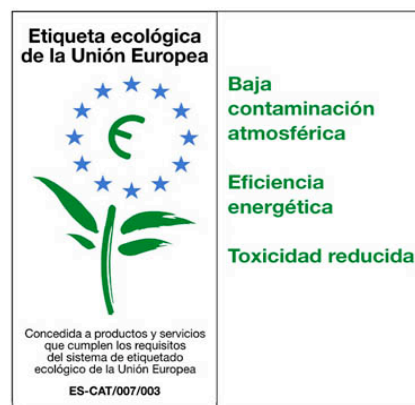 Etiqueta ecológica
de la Unión Europea
Concedida a productos y servicios
que cumplen los requisitos
del sistema de etiquetado
ecológico de la Unión Europea
ES-CAT/007/003
Baja
contaminación
atmosférica
Eficiencia
energética
Toxicidad reducida